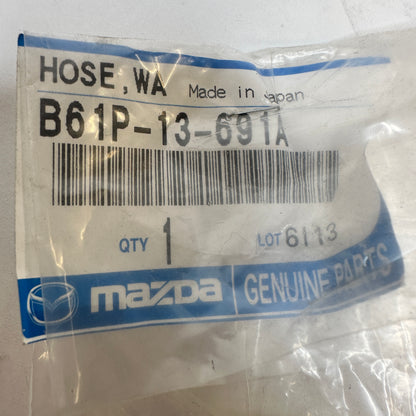 HOSE,WA Made in Japan
B61P-13-691A
QTY 1 LOT 6113
mazda GENUINE PARTS